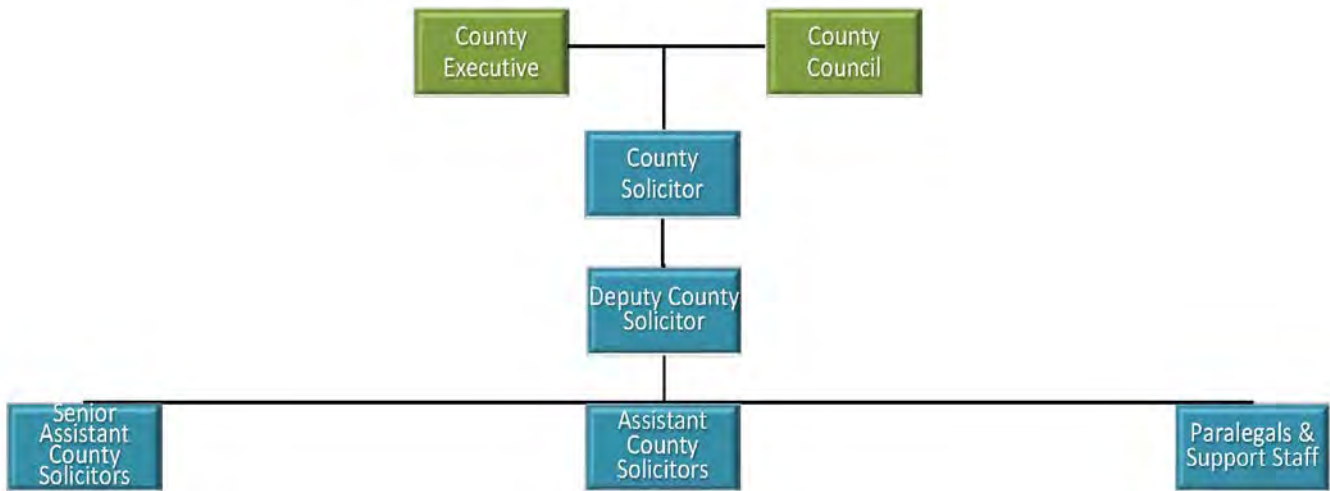 County
Executive
County
Council
County
Solicitor
Deputy County
Solicitor
Senior
Assistant
County
Solicitors
Assistant
County
Solicitors
Paralegals &
Support Staff